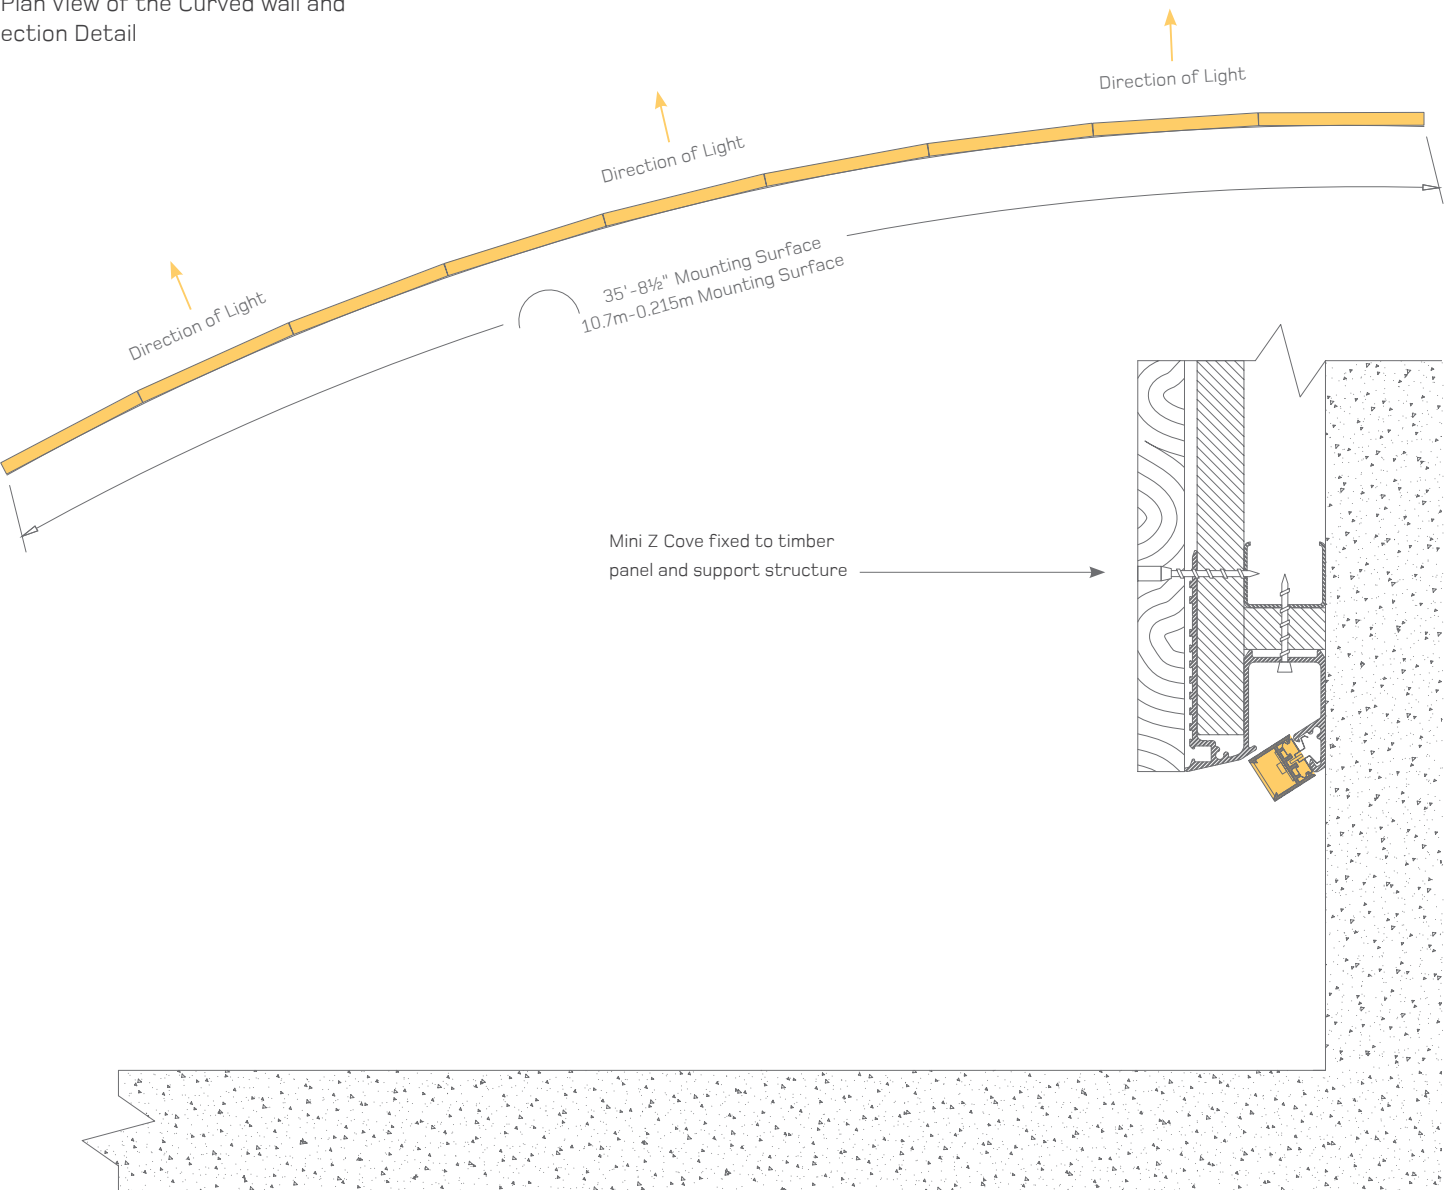 Plan View of the Curved wall and
ection Detail
Direction of Light
Direction of Light
Direction of Light
35'-8½" Mounting Surface
10.7m-0.215m Mounting Surface
Mini Z Cove fixed to timber
panel and support structure